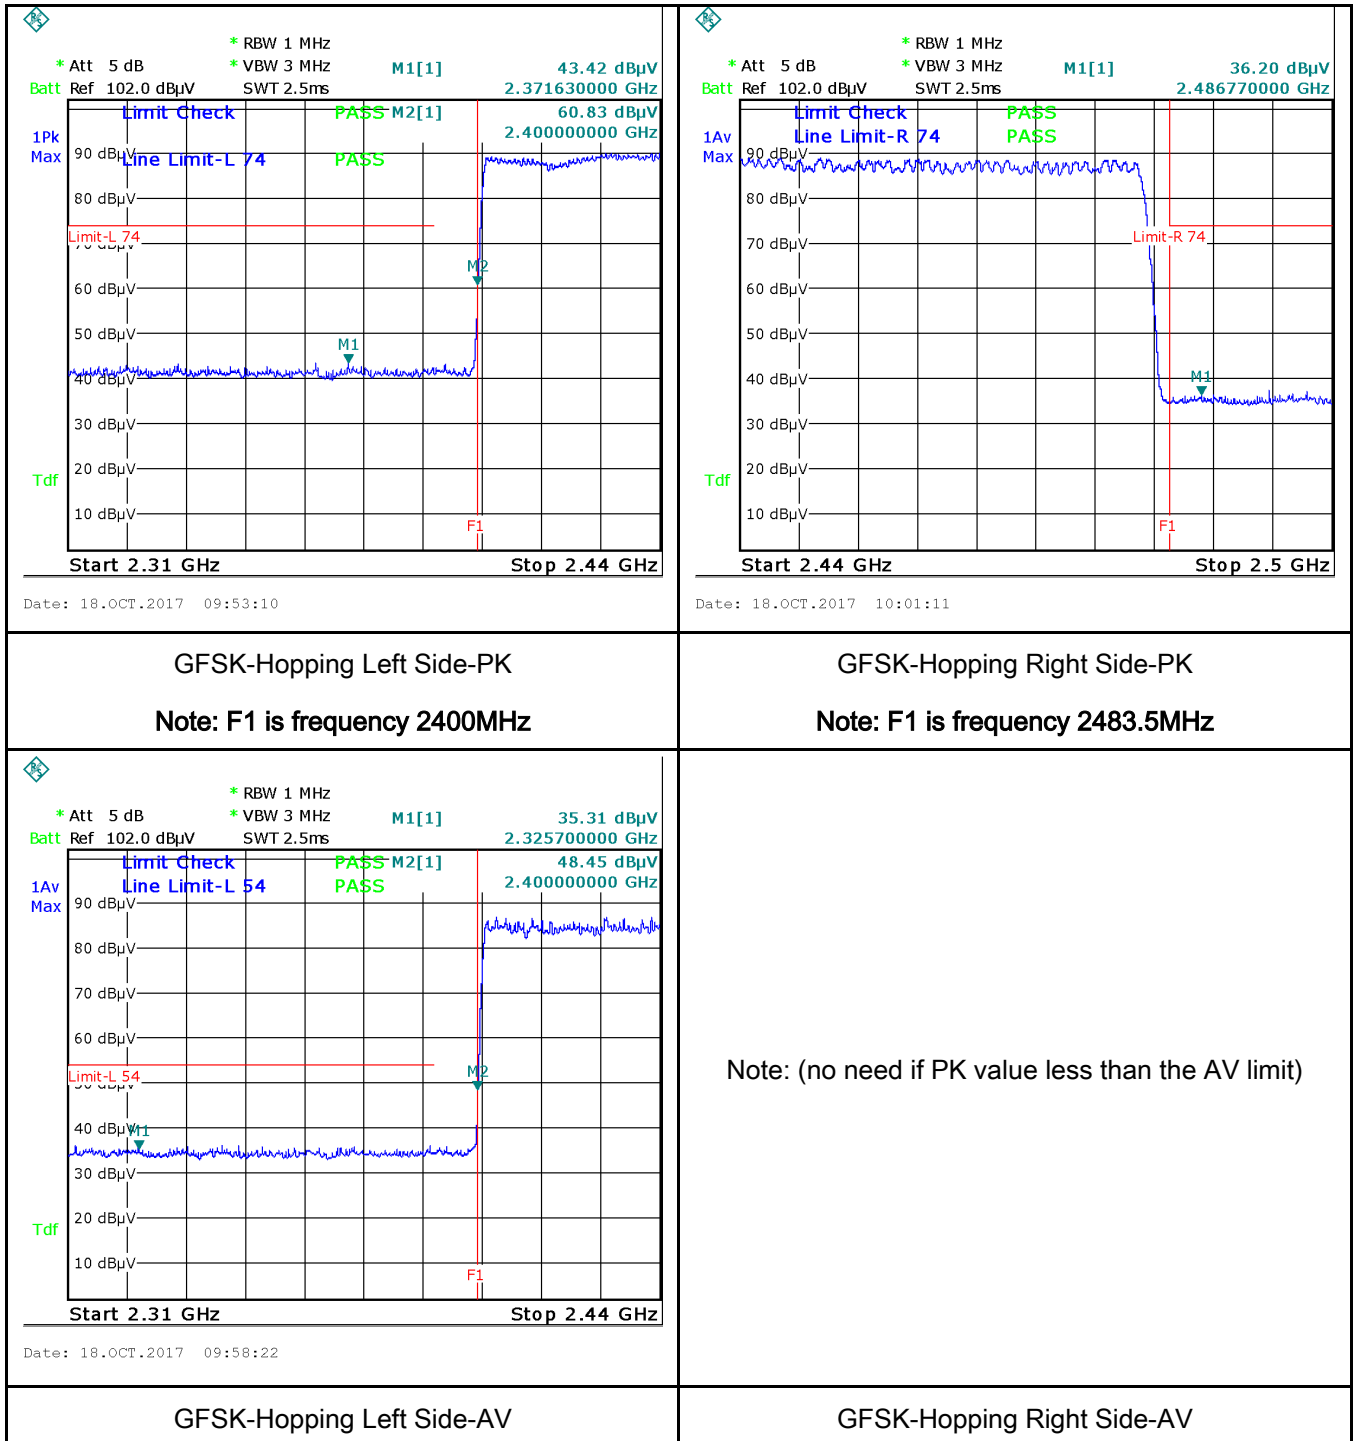 * RBW 1 MHz
* Att 5 dB * VBW 3 MHz M1[1] 43.42 dBµV
Batt Ref 102.0 dBµV SWT 2.5ms 2.371630000 GHz
Limit Check PASS M2[1] 60.83 dBµV
2.400000000 GHz
1Pk
Max
90 dBµV
Line Limit-L 74 PASS
80 dBµV
Limit-L 74
70 dBµV
M2
60 dBµV
50 dBµV
M1
40 dBµV
30 dBµV
20 dBµV
Tdf
10 dBµV
F1
Start 2.31 GHz Stop 2.44 GHz
Date: 18.OCT.2017 09:53:10
* RBW 1 MHz
* Att 5 dB * VBW 3 MHz M1[1] 36.20 dBµV
Batt Ref 102.0 dBµV SWT 2.5ms 2.486770000 GHz
Limit Check PASS
1Av Line Limit-R 74 PASS
Max
90 dBµV
80 dBµV
Limit-R 74
70 dBµV
60 dBµV
50 dBµV
40 dBµV
M1
30 dBµV
20 dBµV
Tdf
10 dBµV
F1
Start 2.44 GHz Stop 2.5 GHz
Date: 18.OCT.2017 10:01:11
GFSK-Hopping Left Side-PK
Note: F1 is frequency 2400MHz
GFSK-Hopping Right Side-PK
Note: F1 is frequency 2483.5MHz
* RBW 1 MHz
* Att 5 dB * VBW 3 MHz M1[1] 35.31 dBµV
Batt Ref 102.0 dBµV SWT 2.5ms 2.325700000 GHz
Limit Check PASS M2[1] 48.45 dBµV
1Av Line Limit-L 54 PASS 2.400000000 GHz
Max
90 dBµV
80 dBµV
70 dBµV
60 dBµV
Limit-L 54
50 dBµV
M2
40 dBµV
M1
30 dBµV
20 dBµV
Tdf
10 dBµV
F1
Start 2.31 GHz Stop 2.44 GHz
Date: 18.OCT.2017 09:58:22
Note: (no need if PK value less than the AV limit)
GFSK-Hopping Left Side-AV
GFSK-Hopping Right Side-AV